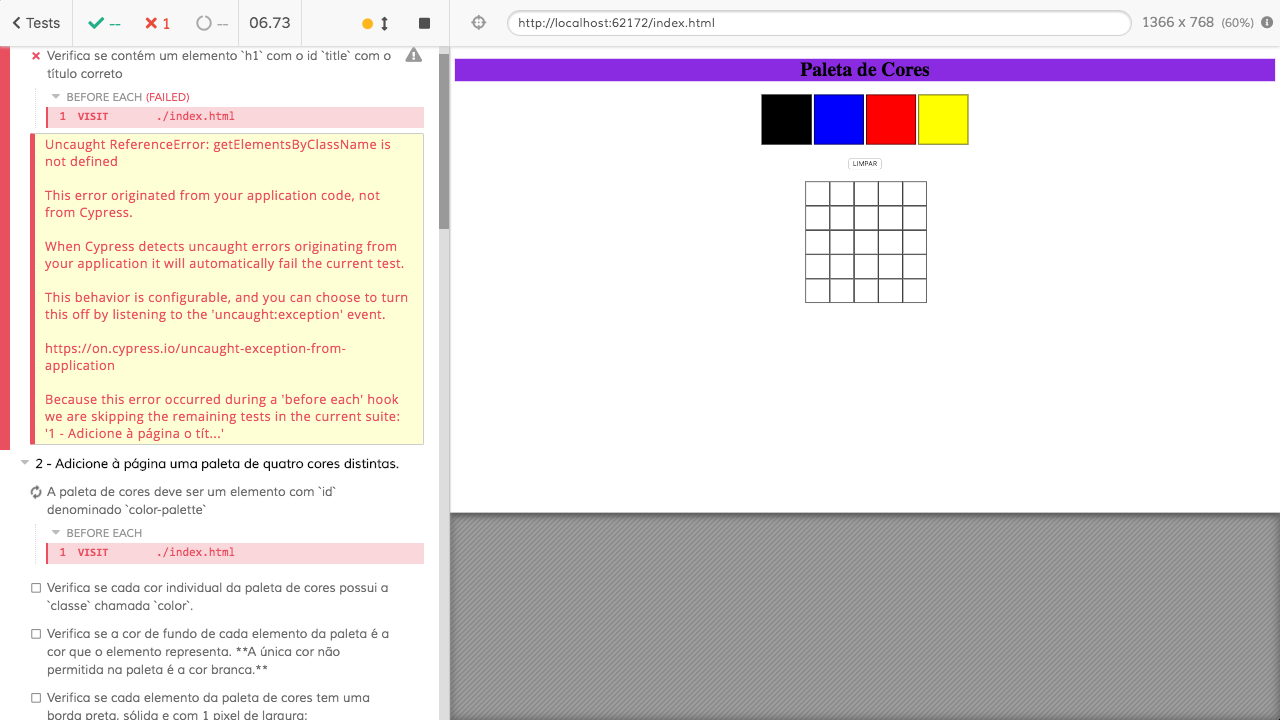 Tests
--
1
--
06.73
http://localhost:62172/index.html
1366 x 768 (60%)
Verifica se contém um elemento `h1` com o id `title` com o
título correto
BEFORE EACH (FAILED)
1 VISIT ./index.html
Uncaught ReferenceError: getElementsByClassName is
not defined
This error originated from your application code, not
from Cypress.
When Cypress detects uncaught errors originating from
your application it will automatically fail the current test.
This behavior is configurable, and you can choose to turn
this off by listening to the 'uncaught:exception' event.
https://on.cypress.io/uncaught-exception-from-
application
Because this error occurred during a 'before each' hook
we are skipping the remaining tests in the current suite:
'1 - Adicione à página o tít...'
2 - Adicione à página uma paleta de quatro cores distintas.
A paleta de cores deve ser um elemento com `id`
denominado `color-palette`
BEFORE EACH
1 VISIT ./index.html
Verifica se cada cor individual da paleta de cores possui a
`classe` chamada `color`.
Verifica se a cor de fundo de cada elemento da paleta é a
cor que o elemento representa. **A única cor não
permitida na paleta é a cor branca.**
Verifica se cada elemento da paleta de cores tem uma
borda preta, sólida e com 1 pixel de largura;
Paleta de Cores
LIMPAR